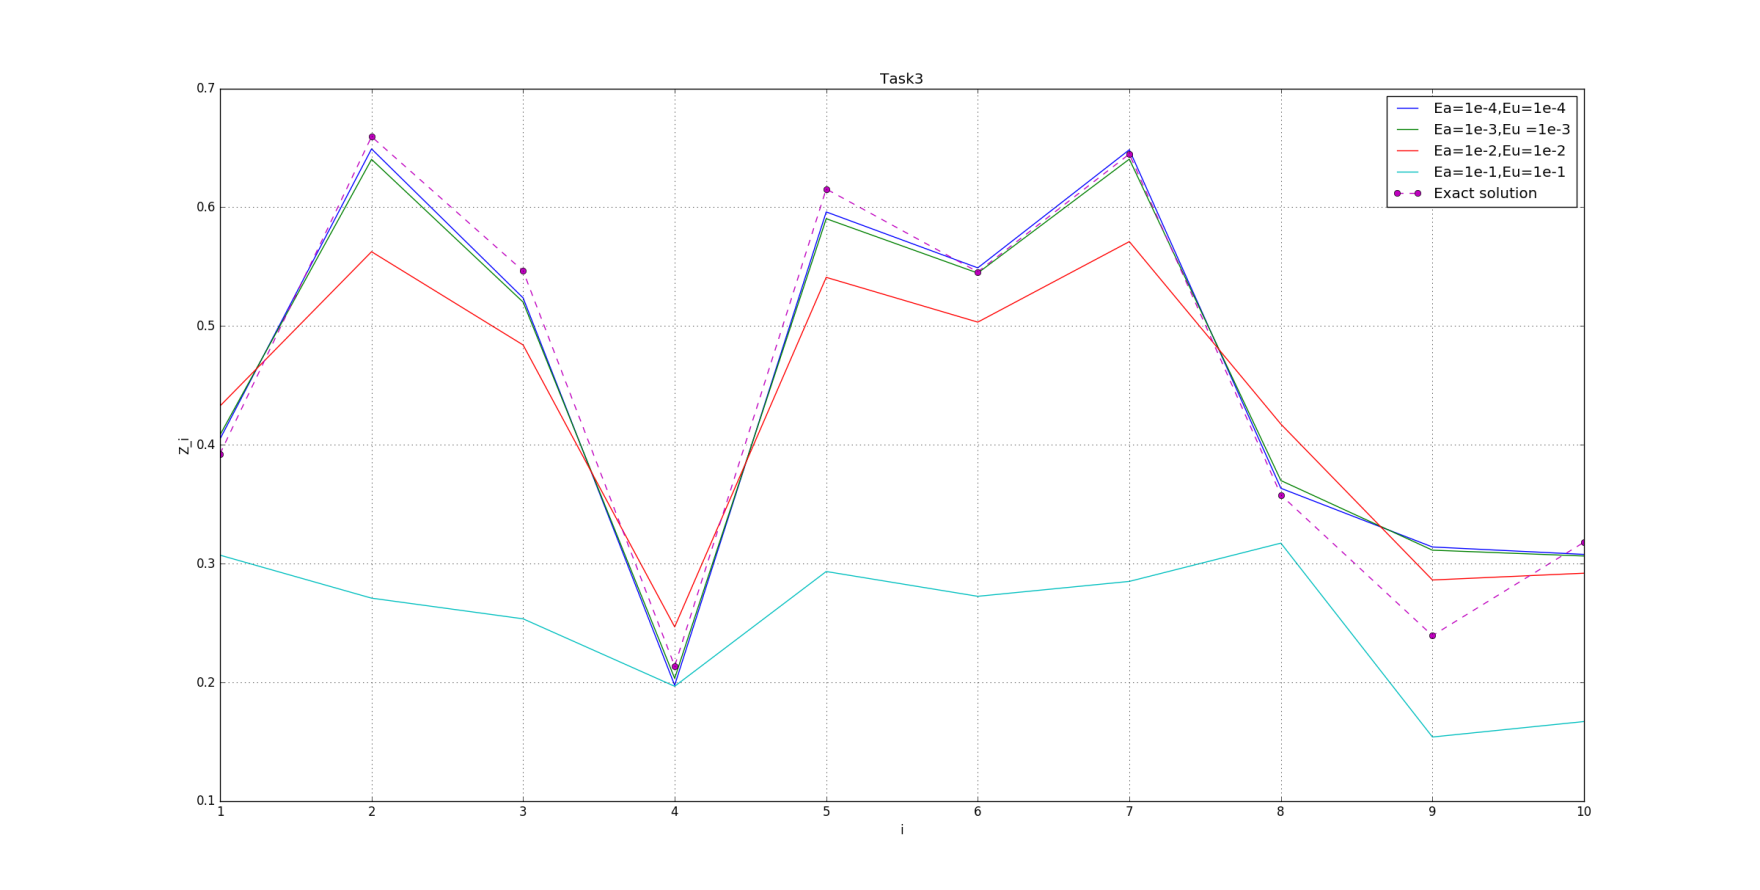 Task3
0.7
0.6
0.5
0.4
0.3
0.2
0.1
Z_i
1 2 3 4 5 6 7 8 9 10
i
Ea=1e-4,Eu=1e-4
Ea=1e-3,Eu =1e-3
Ea=1e-2,Eu=1e-2
Ea=1e-1,Eu=1e-1
Exact solution